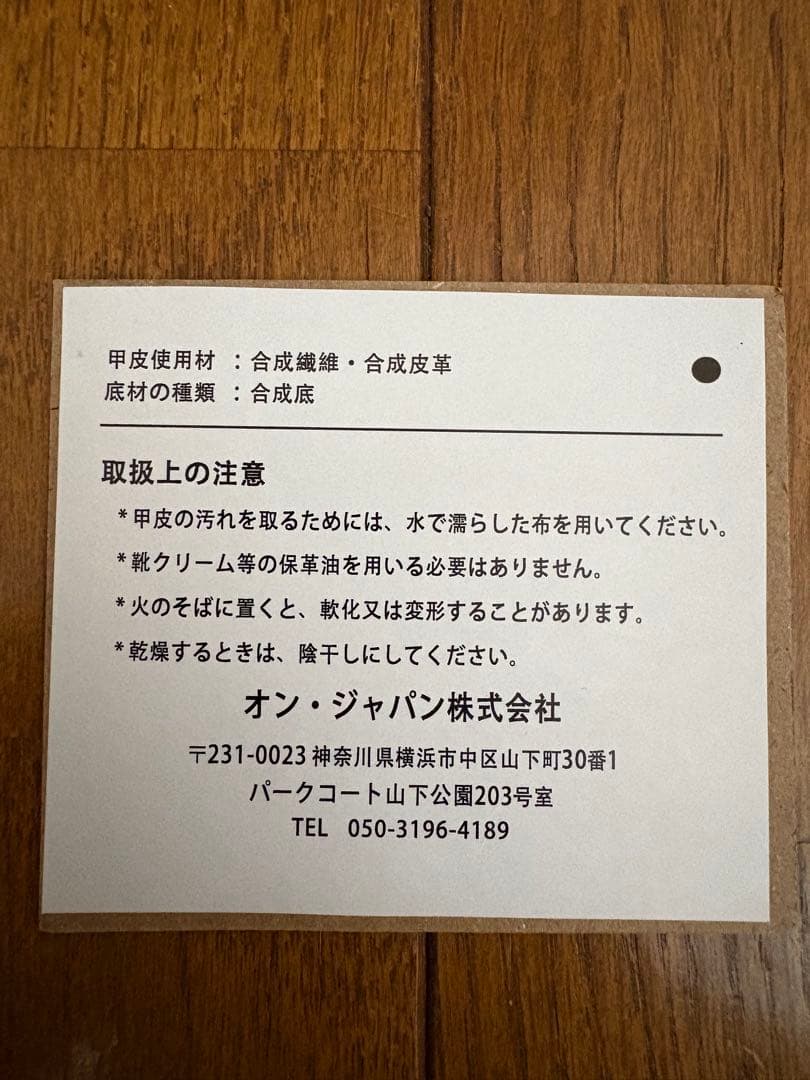 甲皮使用材 ：合成繊維・合成皮革
底材の種類 ：合成底
取扱上の注意
*甲皮の汚れを取るためには、水で濡らした布を用いてください。
*靴クリーム等の保革油を用いる必要はありません。
*火のそばに置くと、軟化又は変形することがあります。
*乾燥するときは、陰干しにしてください。
オン・ジャパン株式会社
〒231-0023 神奈川県横浜市中区山下町30番1
パークコート山下公園203号室
TEL 050-3196-4189